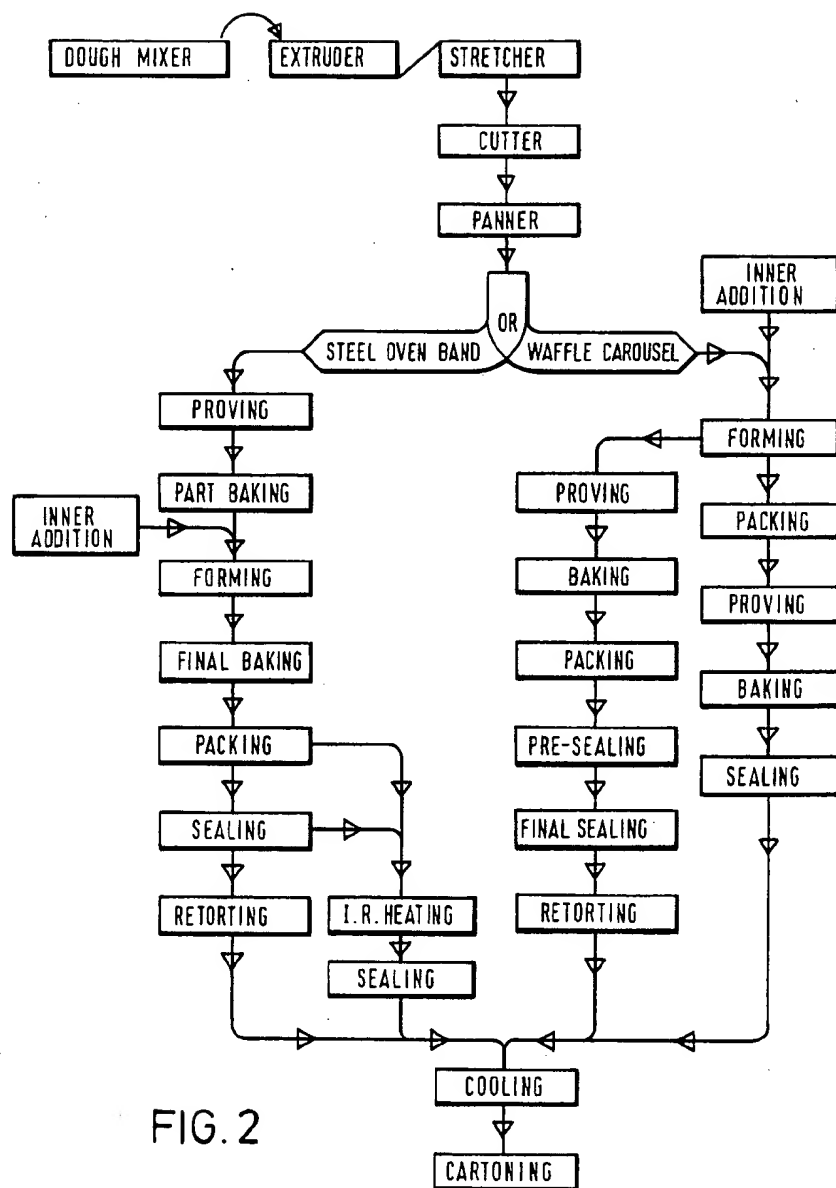 DOUGH MIXER
EXTRUDER
STRETCHER
CUTTER
PANNER
OR
STEEL OVEN BAND
WAFFLE CAROUSEL
INNER
ADDITION
PROVING
PART BAKING
INNER
ADDITION
FORMING
FINAL BAKING
PACKING
SEALING
RETORTING
I.R. HEATING
SEALING
FORMING
PROVING
BAKING
PACKING
PRE-SEALING
FINAL SEALING
RETORTING
PACKING
PROVING
BAKING
SEALING
COOLING
CARTONING
FIG. 2